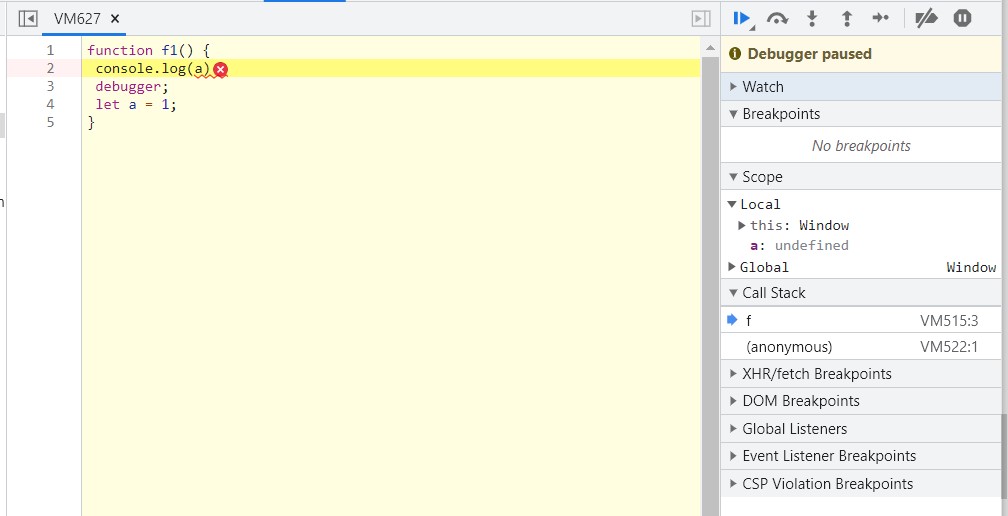 VM627 ×
1 function f1() {
2 console.log(a)
3 debugger;
4 let a = 1;
5 }
Debugger paused
Watch
Breakpoints
No breakpoints
Scope
Local
this: Window
a: undefined
Global Window
Call Stack
f VM515:3
(anonymous) VM522:1
XHR/fetch Breakpoints
DOM Breakpoints
Global Listeners
Event Listener Breakpoints
CSP Violation Breakpoints